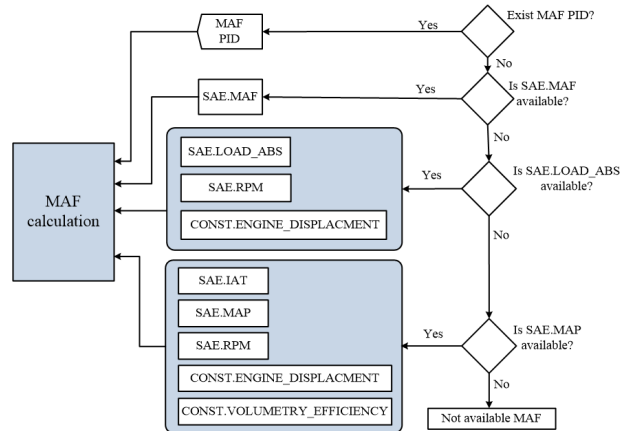 MAF
PID
Yes
Exist MAF PID?
No
SAE.MAF
Yes
Is SAE.MAF
available?
No
SAE.LOAD_ABS
SAE.RPM
CONST.ENGINE_DISPLACMENT
Yes
Is SAE.LOAD_ABS
available?
No
MAF
calculation
SAE.IAT
SAE.MAP
SAE.RPM
CONST.ENGINE_DISPLACMENT
CONST.VOLUMETRY_EFFICIENCY
Yes
Is SAE.MAP
available?
No
Not available MAF